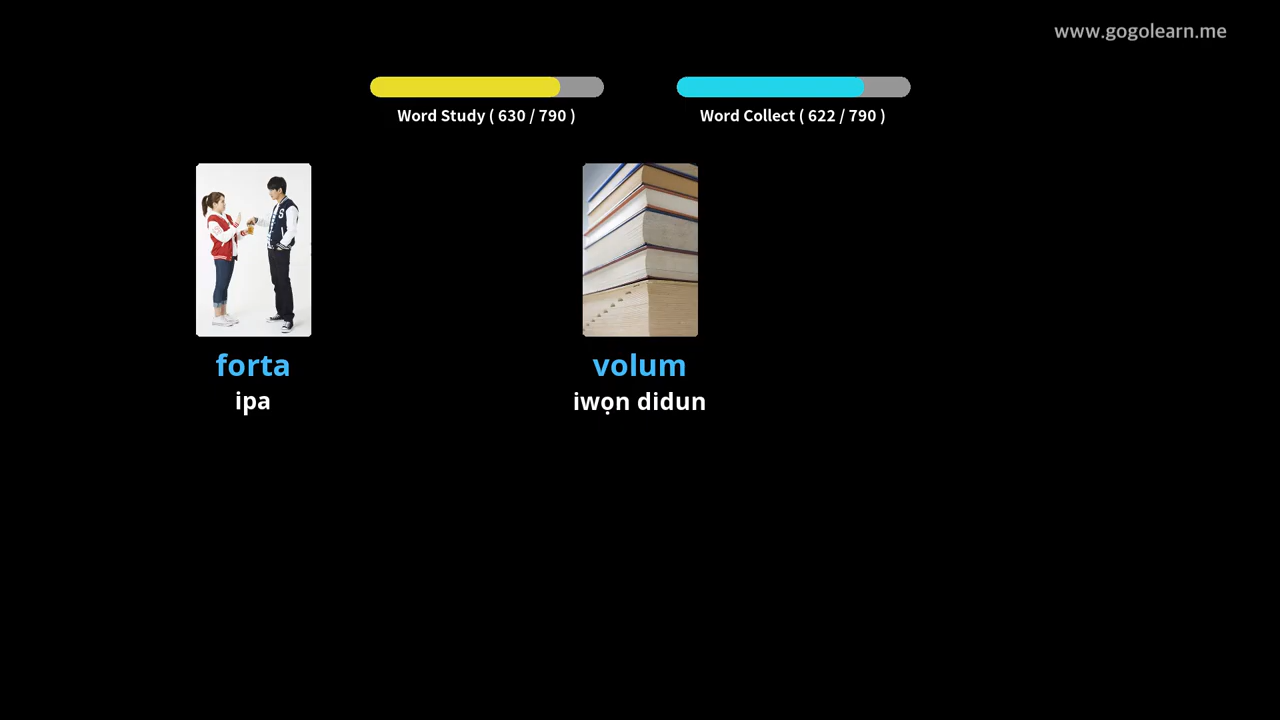 www.gogolearn.me
Word Study ( 630 / 790 )
Word Collect ( 622 / 790 )
forta
ipa
volum
iwọn didun